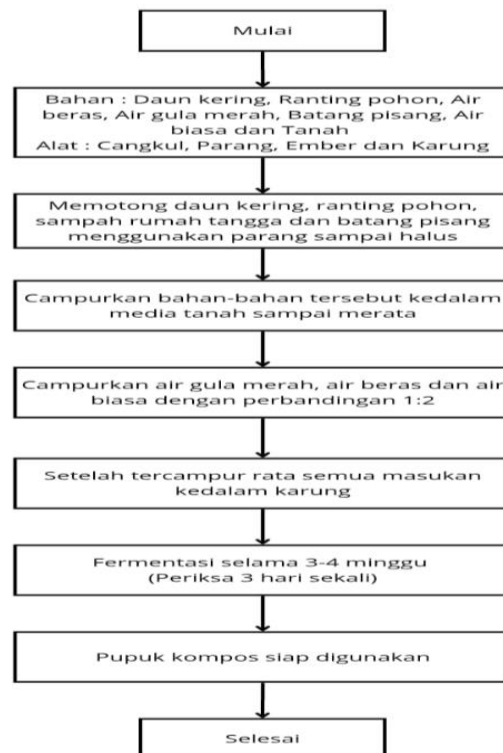 Mulai
Bahan : Daun kering, Ranting pohon, Air
beras, Air gula merah, Batang pisang, Air
biasa dan Tanah
Alat : Cangkul, Parang, Ember dan Karung
Memotong daun kering, ranting pohon,
sampah rumah tangga dan batang pisang
menggunakan parang sampai halus
Campurkan bahan-bahan tersebut kedalam
media tanah sampai merata
Campurkan air gula merah, air beras dan air
biasa dengan perbandingan 1:2
Setelah tercampur rata semua masukan
kedalam karung
Fermentasi selama 3-4 minggu
(Periksa 3 hari sekali)
Pupuk kompos siap digunakan
Selesai